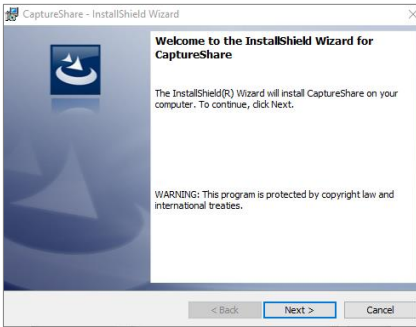 CaptureShare - InstallShield Wizard
Welcome to the InstallShield Wizard for
CaptureShare
The InstallShield(R) Wizard will install CaptureShare on your
computer. To continue, click Next.
WARNING: This program is protected by copyright law and
international treaties.
< Back Next > Cancel